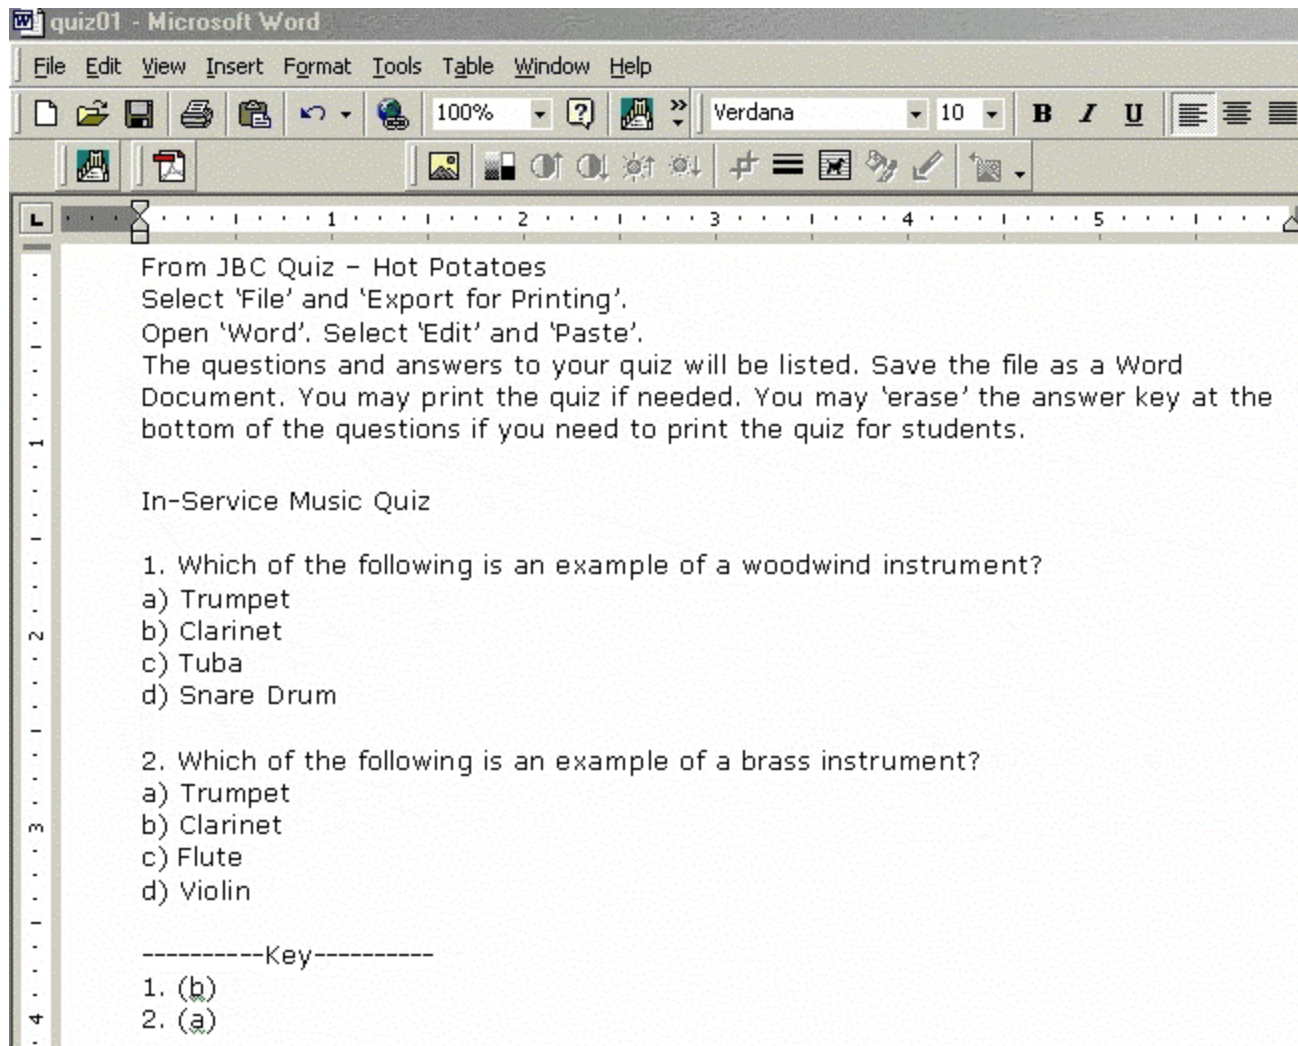 quiz01 - Microsoft Word
File Edit View Insert Format Tools Table Window Help
100% Verdana 10 B I U
1 2 3 4 5
From JBC Quiz – Hot Potatoes
Select ‘File’ and ‘Export for Printing’.
Open ‘Word’. Select ‘Edit’ and ‘Paste’.
The questions and answers to your quiz will be listed. Save the file as a Word
Document. You may print the quiz if needed. You may ‘erase’ the answer key at the
bottom of the questions if you need to print the quiz for students.
In-Service Music Quiz
1. Which of the following is an example of a woodwind instrument?
a) Trumpet
b) Clarinet
c) Tuba
d) Snare Drum
2. Which of the following is an example of a brass instrument?
a) Trumpet
b) Clarinet
c) Flute
d) Violin
----------Key----------
1. (b)
2. (a)